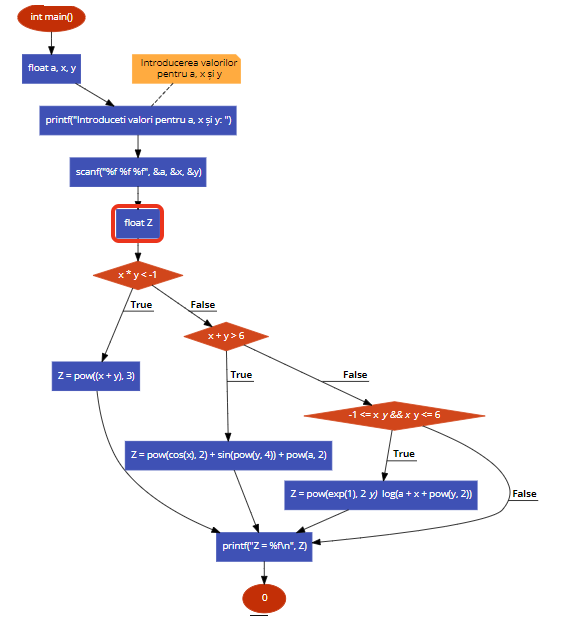 int main()
float a, x, y
Introducerea valorilor
pentru a, x și y
printf("Introduceti valori pentru a, x și y: ")
scanf("%f %f %f", &a, &x, &y)
float Z
x * y < -1
True
False
x + y > 6
Z = pow((x + y), 3)
True
False
-1 <= x y && x y <= 6
Z = pow(cos(x), 2) + sin(pow(y, 4)) + pow(a, 2)
True
Z = pow(exp(1), 2 y) log(a + x + pow(y, 2))
False
printf("Z = %f\n", Z)
0